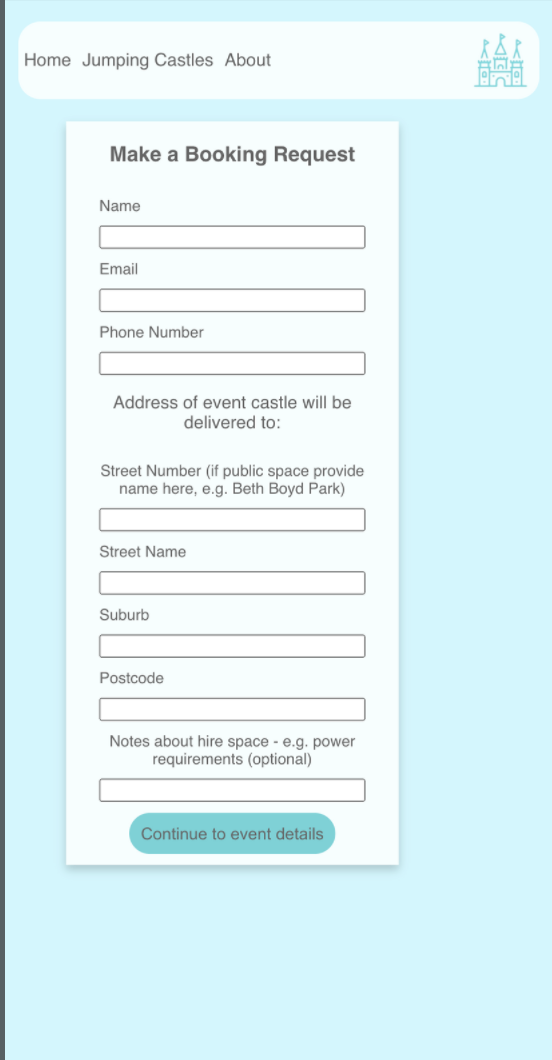 Home Jumping Castles About
Make a Booking Request
Name
Email
Phone Number
Address of event castle will be
delivered to:
Street Number (if public space provide
name here, e.g. Beth Boyd Park)
Street Name
Suburb
Postcode
Notes about hire space - e.g. power
requirements (optional)
Continue to event details